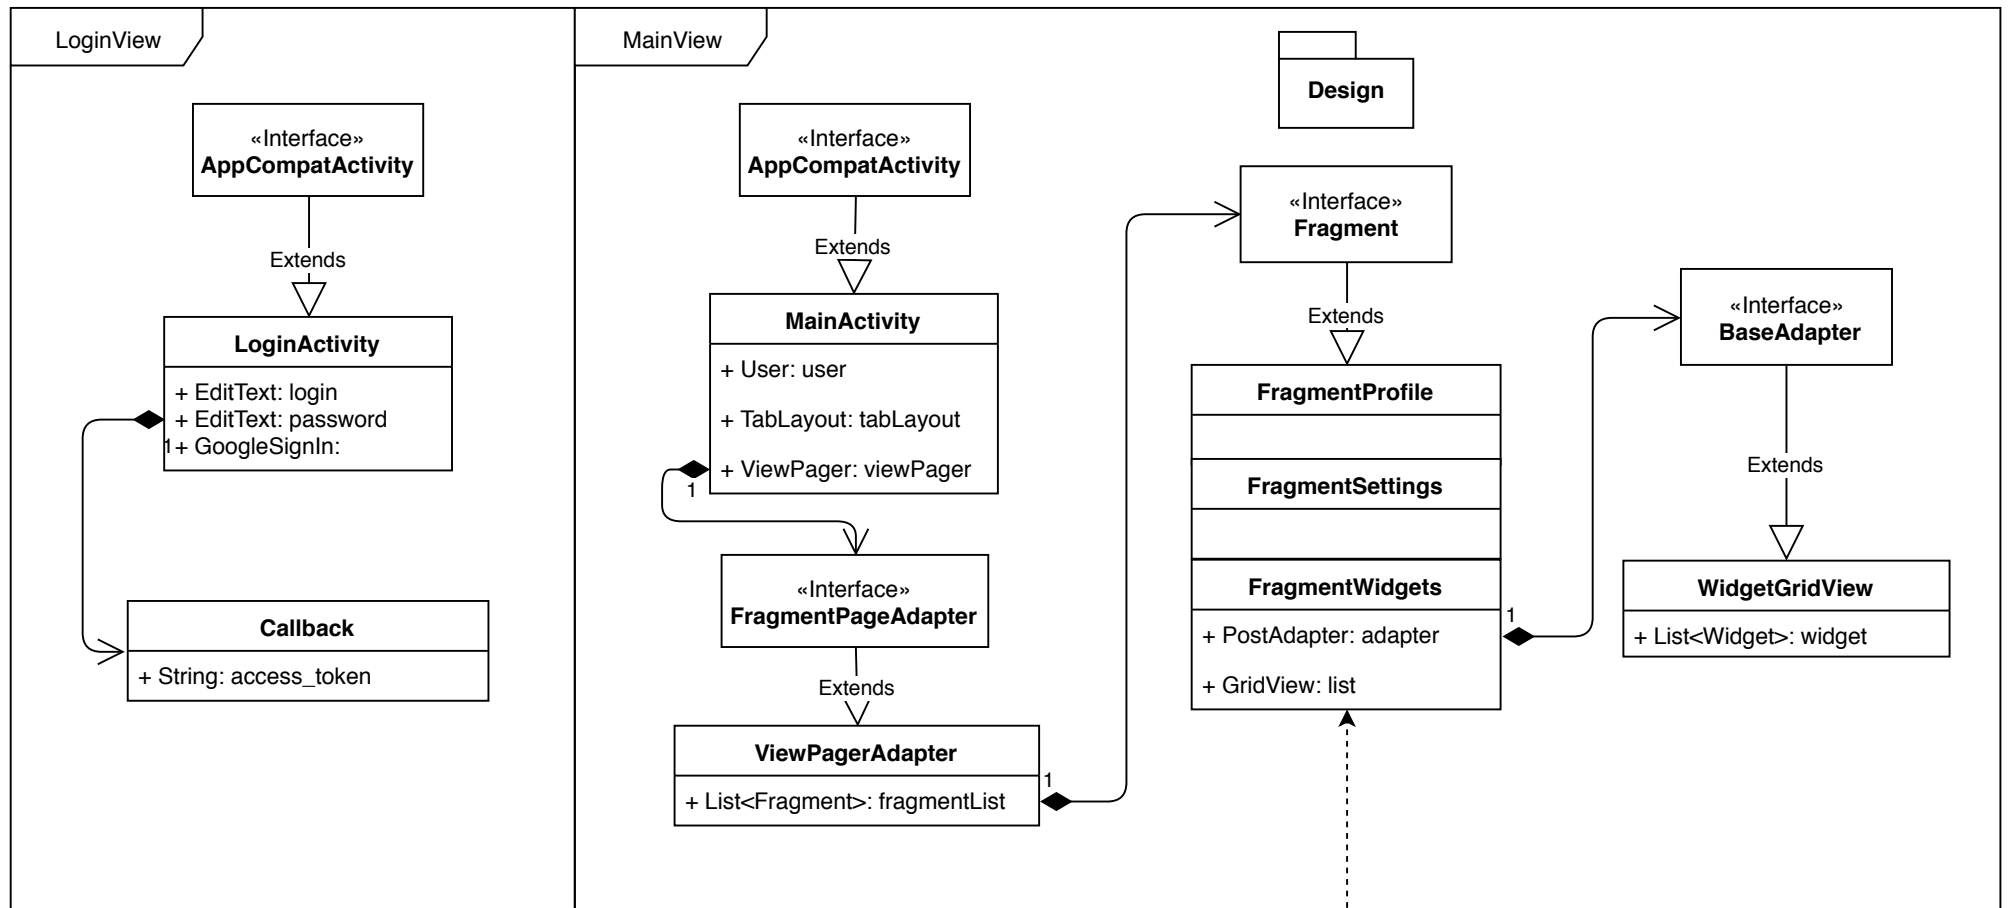 LoginView
«Interface»
AppCompatActivity
Extends
LoginActivity
+ EditText: login
+ EditText: password
1
+ GoogleSignIn:
Callback
+ String: access_token
MainView
«Interface»
AppCompatActivity
Extends
MainActivity
+ User: user
+ TabLayout: tabLayout
+ ViewPager: viewPager
1
«Interface»
FragmentPageAdapter
Extends
ViewPagerAdapter
+ List<Fragment>: fragmentList
1
Design
«Interface»
Fragment
Extends
FragmentProfile
FragmentSettings
FragmentWidgets
+ PostAdapter: adapter
+ GridView: list
1
«Interface»
BaseAdapter
Extends
WidgetGridView
+ List<Widget>: widget